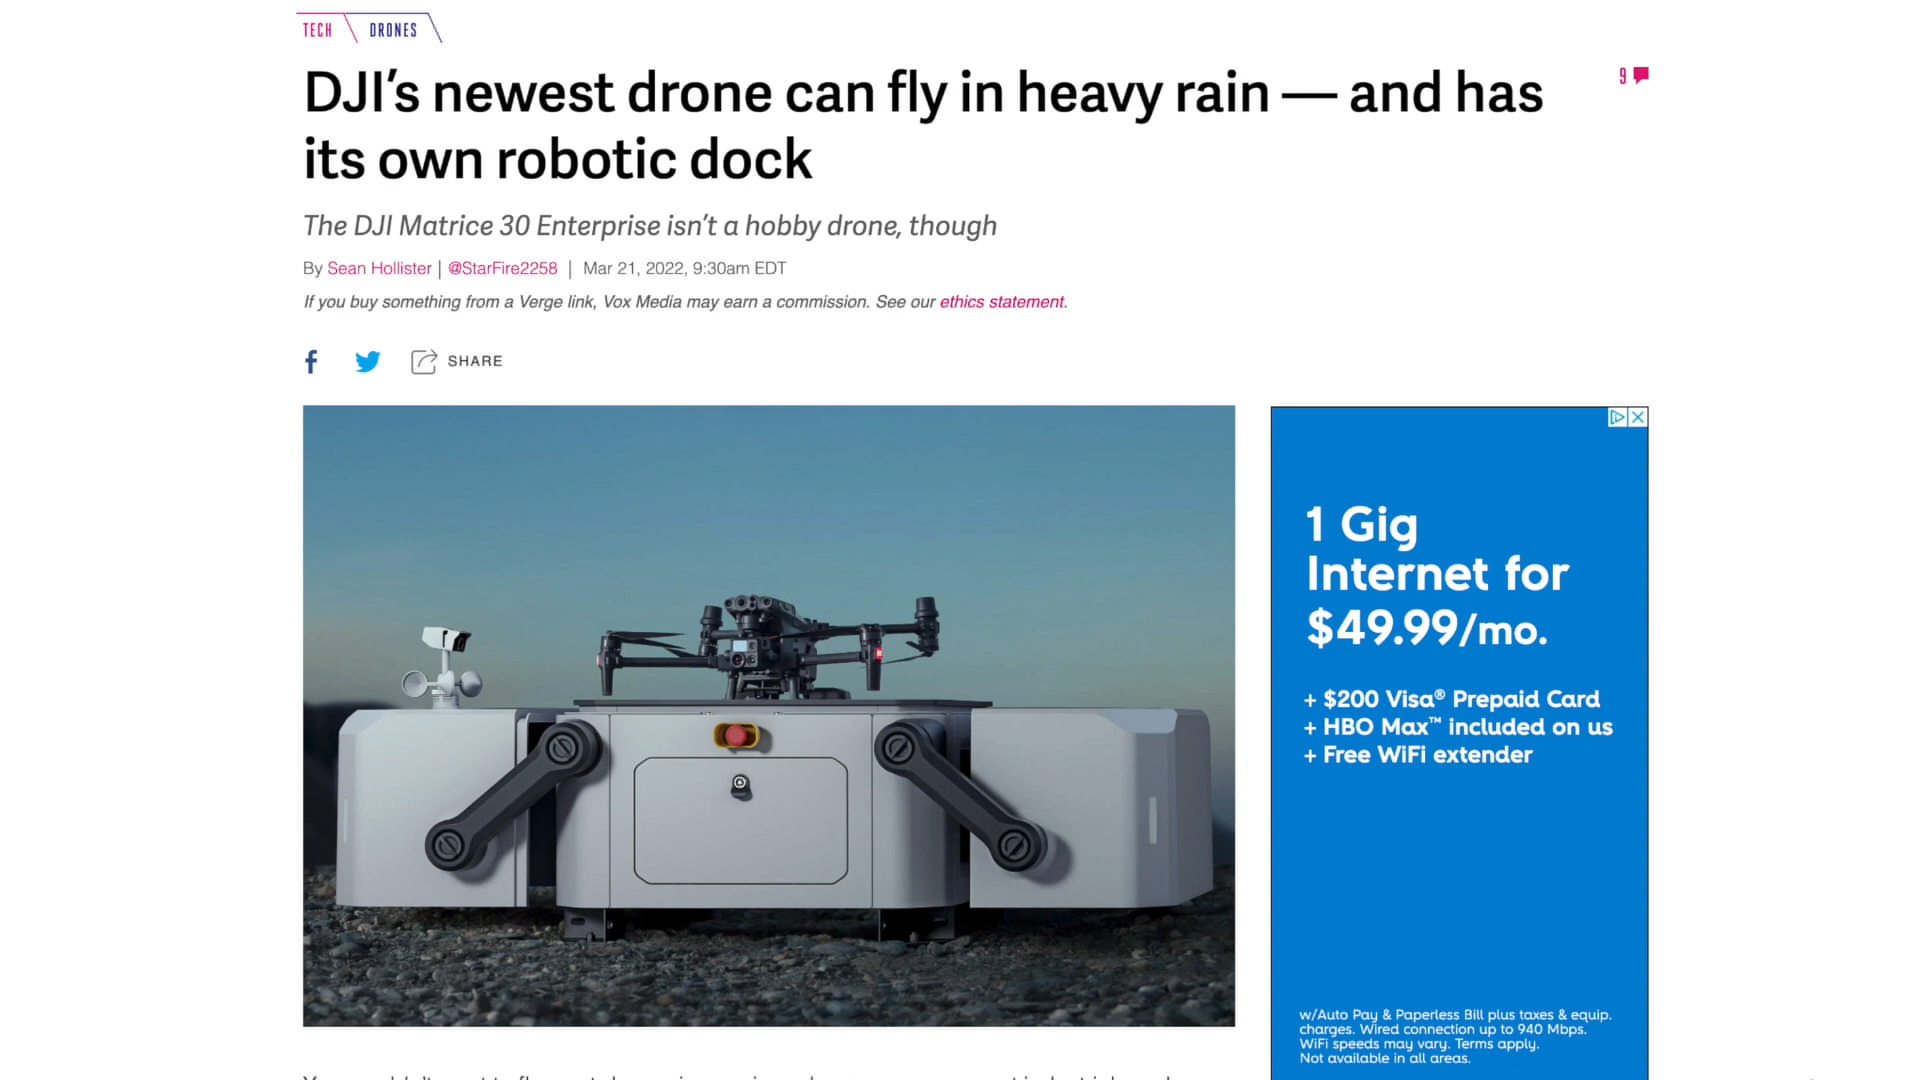 TECH DRONES
DJI’s newest drone can fly in heavy rain — and has
its own robotic dock
9
The DJI Matrice 30 Enterprise isn’t a hobby drone, though
By Sean Hollister | @StarFire2258 | Mar 21, 2022, 9:30am EDT
If you buy something from a Verge link, Vox Media may earn a commission. See our ethics statement.
SHARE
1 Gig
Internet for
$49.99/mo.
+ $200 Visa® Prepaid Card
+ HBO Max™ included on us
+ Free WiFi extender
w/Auto Pay & Paperless Bill plus taxes & equip.
charges. Wired connection up to 940 Mbps.
WiFi speeds may vary. Terms apply.
Not available in all areas.